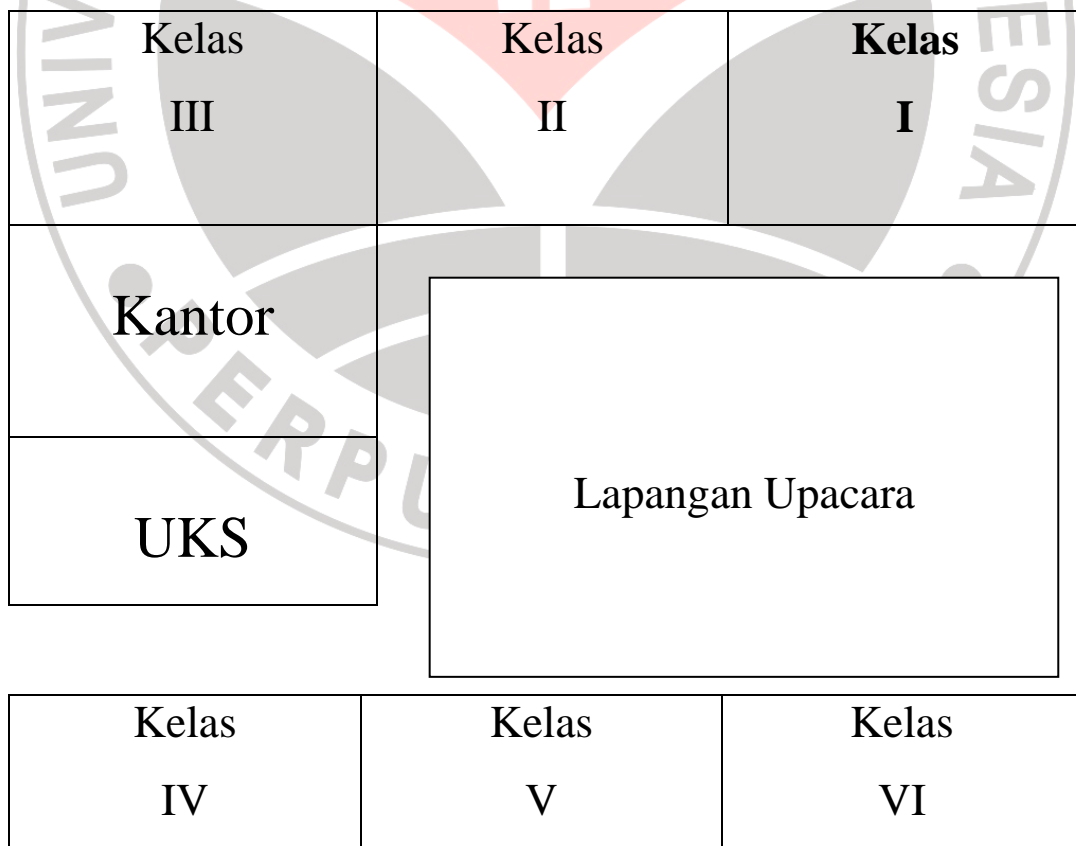 Kelas
III
Kelas
II
Kelas
I
Kantor
UKS
Lapangan Upacara
Kelas
IV
Kelas
V
Kelas
VI